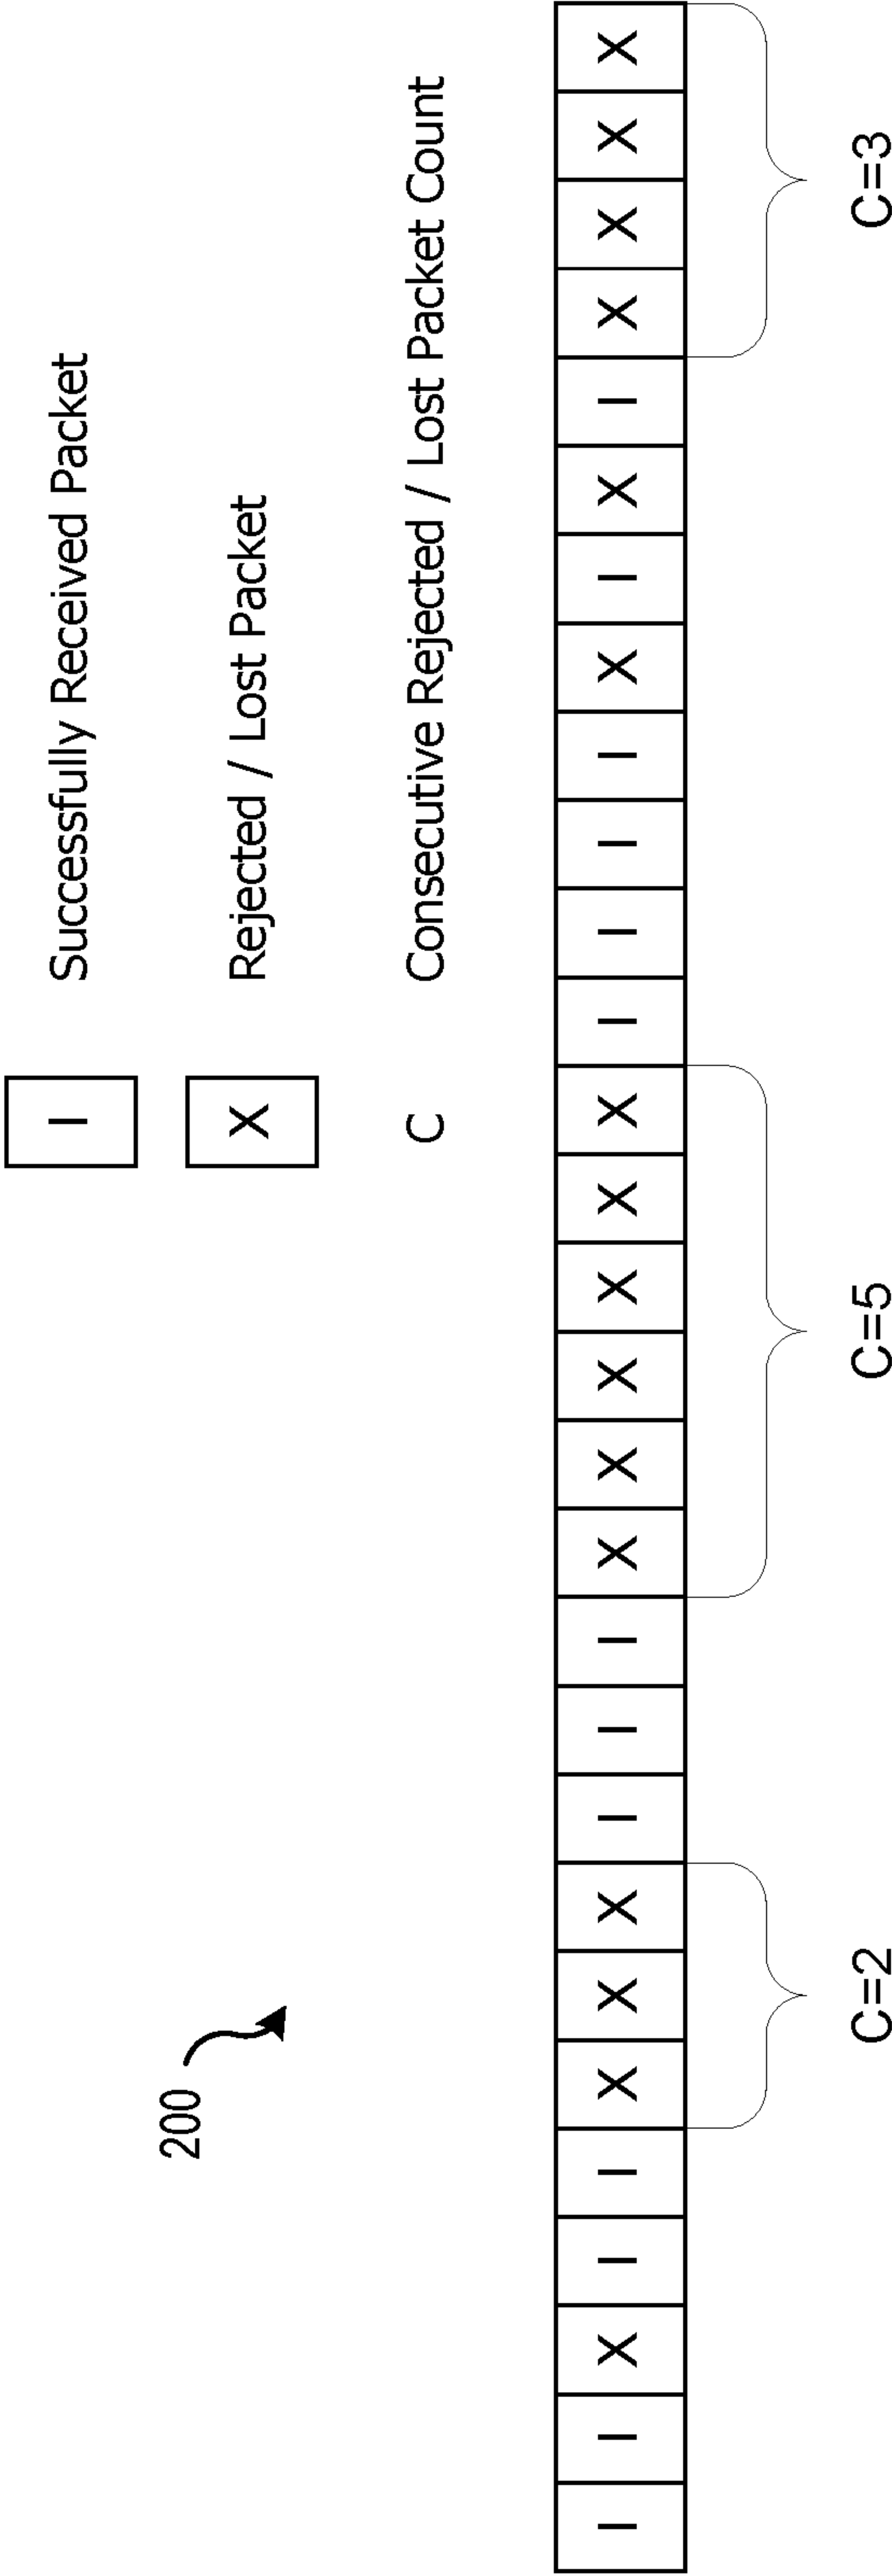 I Successfully Received Packet
200
X Rejected / Lost Packet
C Consecutive Rejected / Lost Packet Count
I I X I I X X X I I I X X X X X X I I I I X I X I X X X X
C=2 C=5 C=3